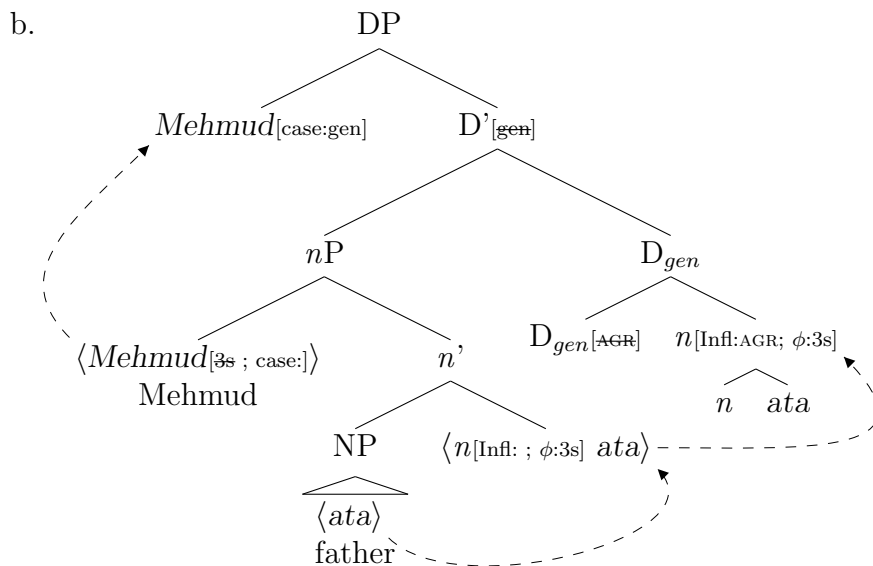 b.
DP
Mehmud[case:gen] D’[gen]
nP D_gen
⟨Mehmud[3s ; case:]⟩ n’ D_gen[AGR] n[Infl:AGR; ϕ:3s]
Mehmud n ata
NP ⟨n[Infl: ; ϕ:3s] ata⟩
⟨ata⟩
father